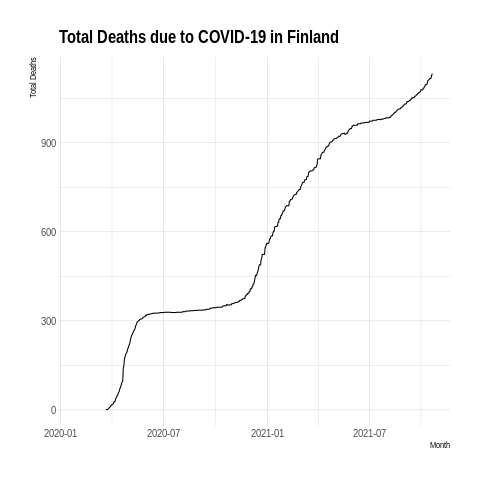 Total Deaths due to COVID-19 in Finland
Total Deaths
900
600
300
0
2020-01 2020-07 2021-01 2021-07
Month